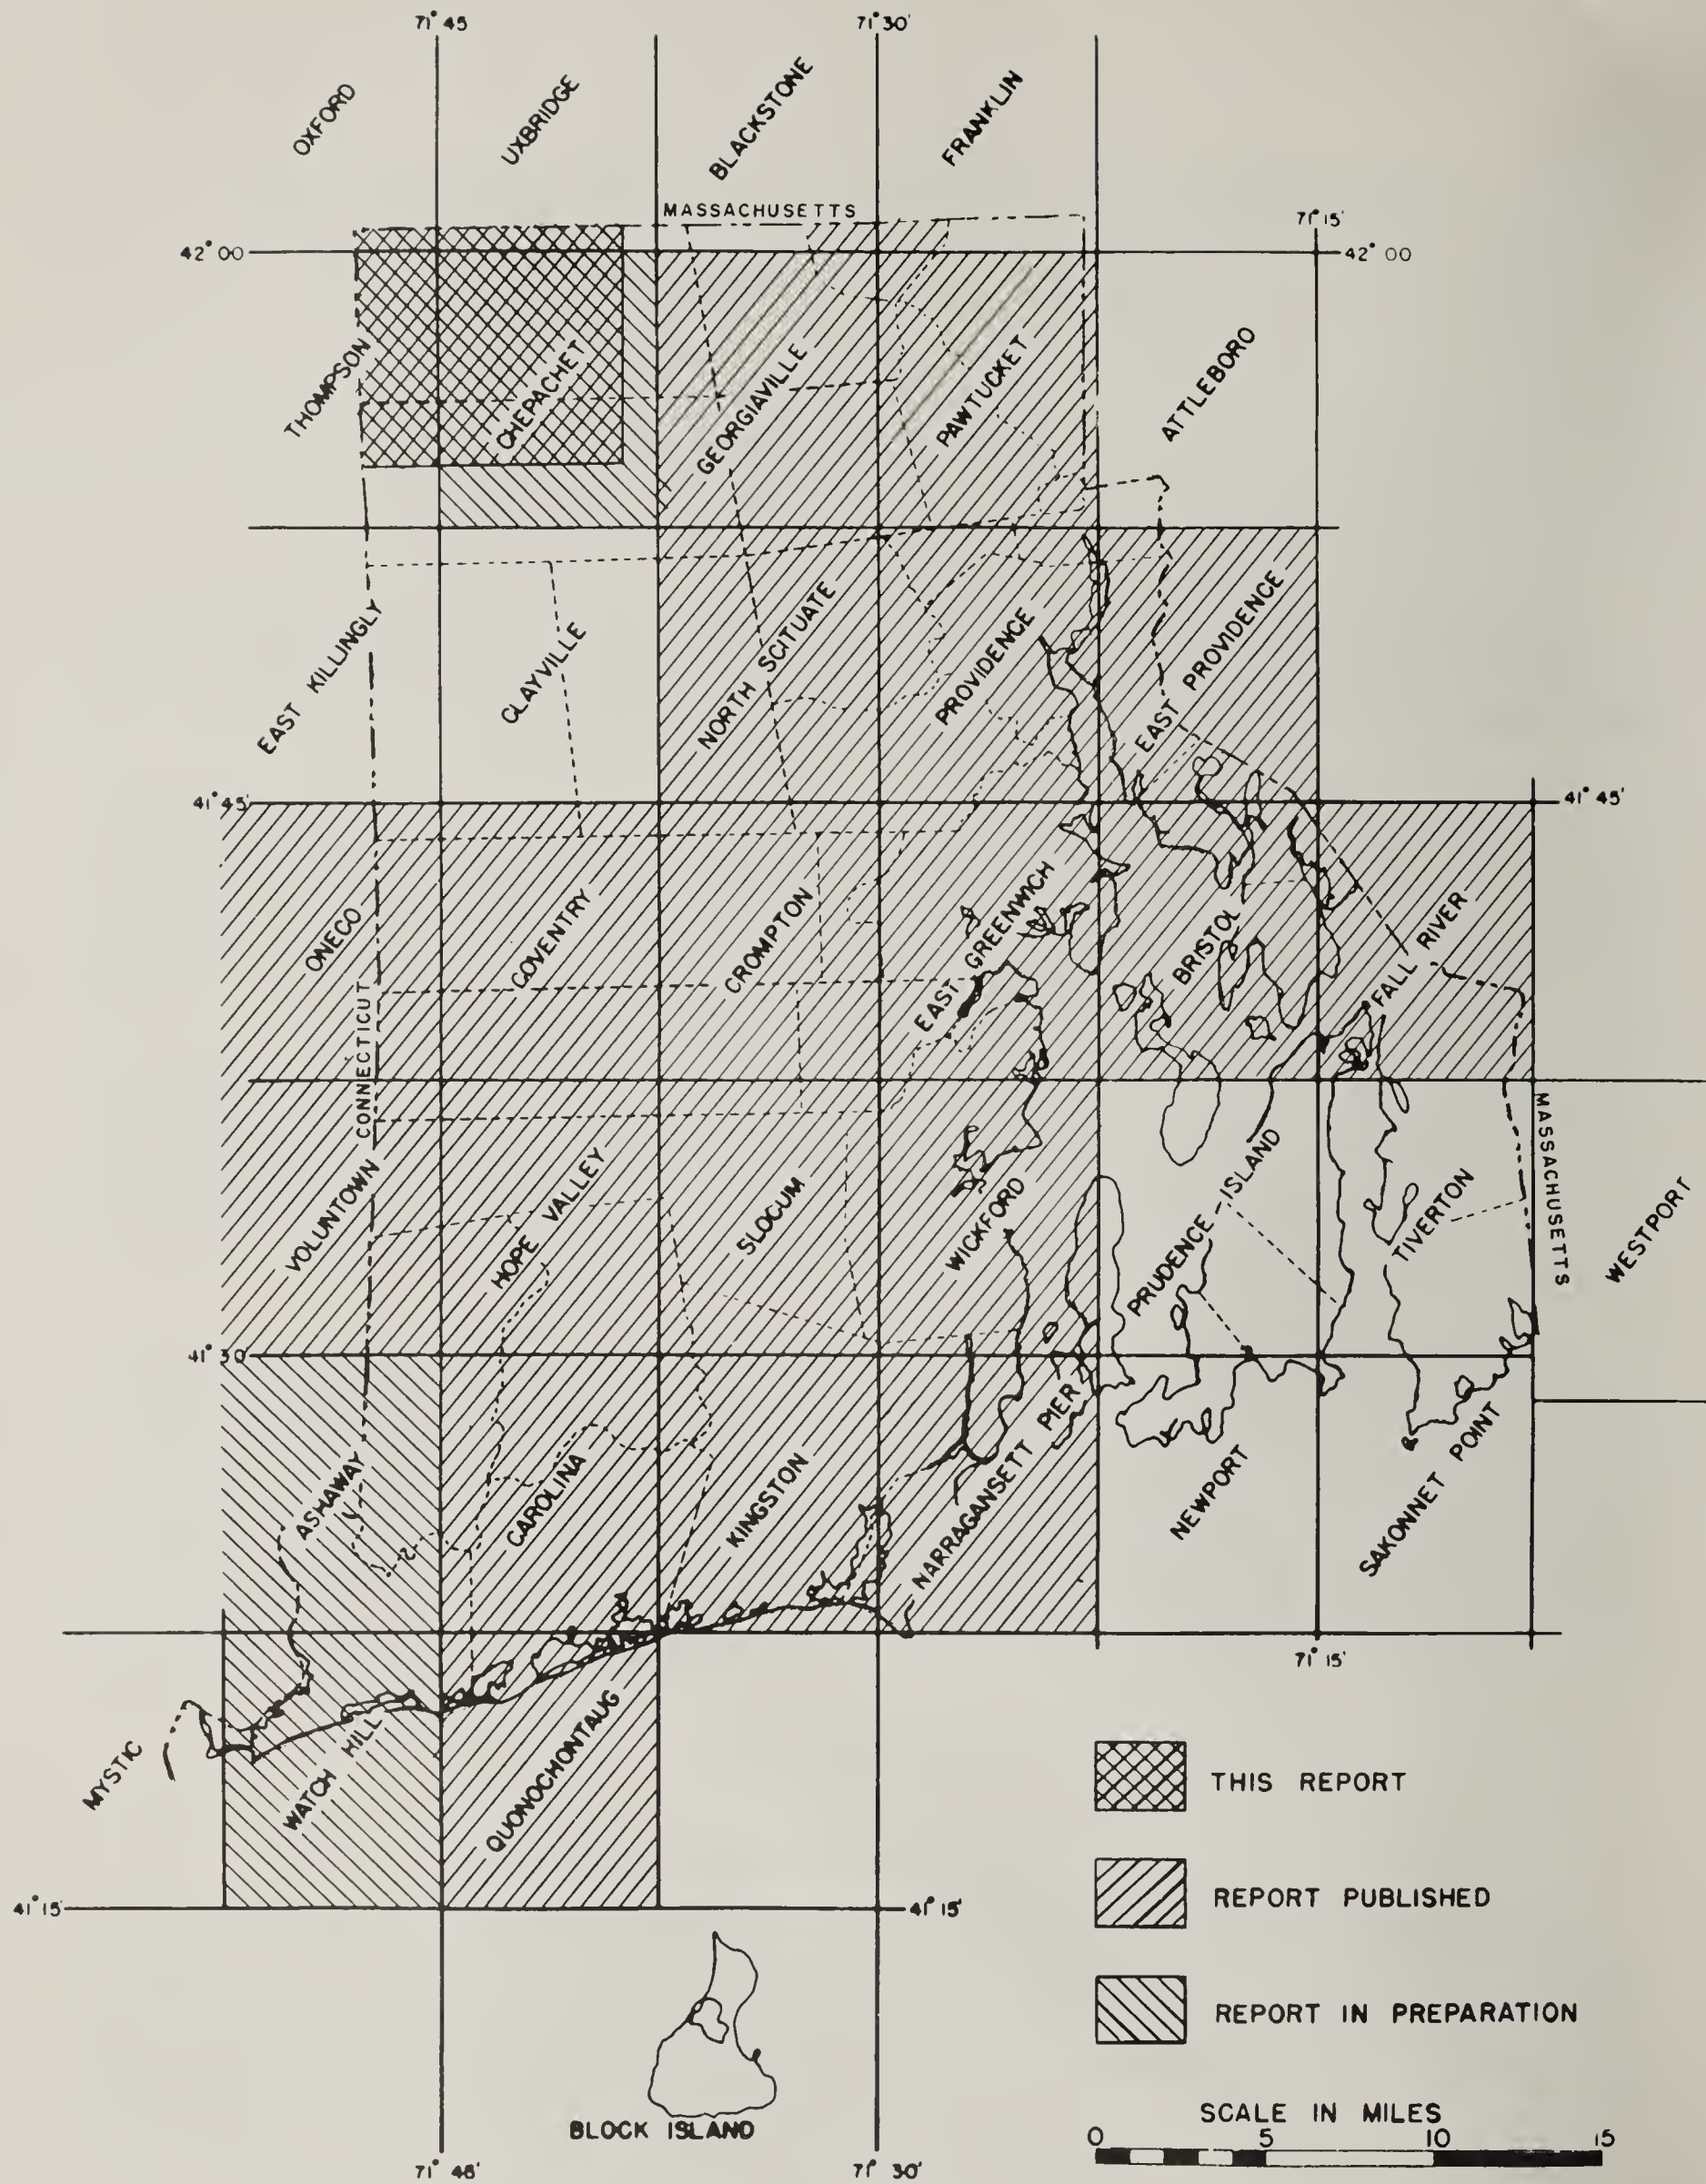 71° 45
71° 30'
OXFORD
UXBRIDGE
BLACKSTONE
FRANKLIN
MASSACHUSETTS
71° 15'
42° 00
42° 00
THOMPSON
CHEPACHET
GEORGIAVILLE
PAWTUCKET
ATTLEBORO
EAST KILLINGLY
CLAYVILLE
NORTH SCITUATE
PROVIDENCE
EAST PROVIDENCE
41° 45'
41° 45'
ONECO
COVENTRY
CROMPTON
EAST GREENWICH
BRISTOL
FALL RIVER
CONNECTICUT
VOLUNTOWN
HOPE VALLEY
SLOCUM
WICKFORD
PRUDENCE ISLAND
TIVERTON
MASSACHUSETTS
WESTPORT
41° 30'
ASHAWAY
CAROLINA
KINGSTON
NARRAGANSETT PIER
NEWPORT
SAKONNET POINT
71° 15'
MYSTIC
WATCH HILL
QUONOCHONTAUG
THIS REPORT
REPORT PUBLISHED
41° 15'
41° 15'
REPORT IN PREPARATION
BLOCK ISLAND
SCALE IN MILES
0 5 10 15
71° 46'
71° 30'